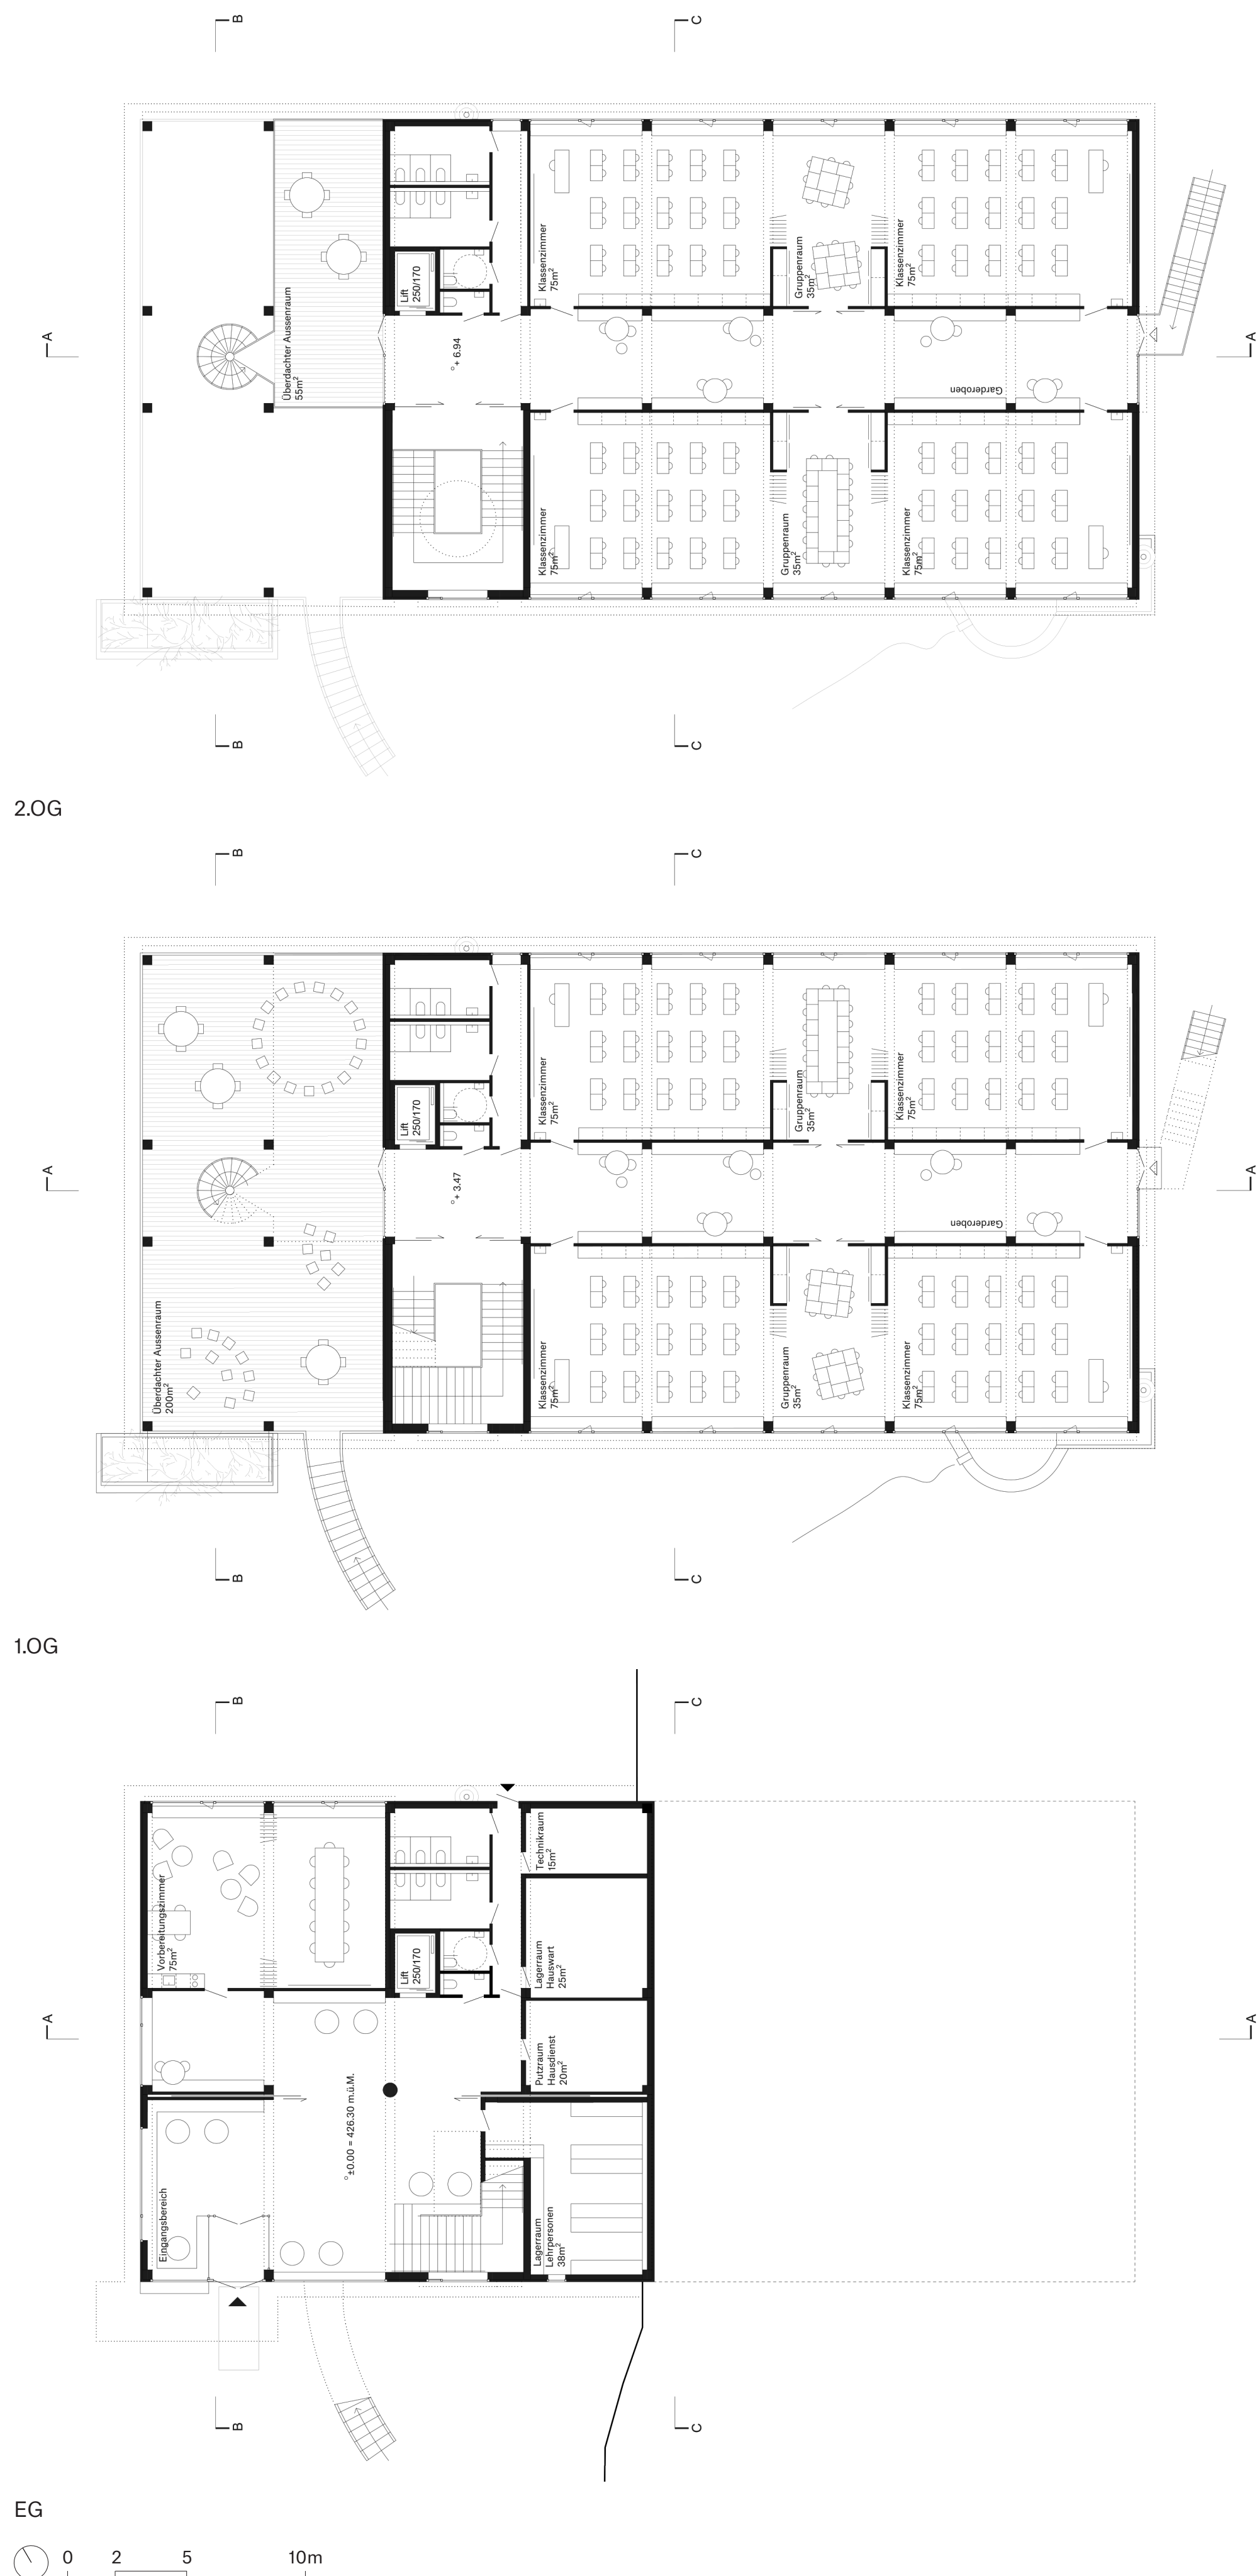 B
C
Lift
250/170
Überdachter Aussenraum
55m²
°+ 6.94
Klassenzimmer
75m²
Gruppenraum
35m²
Klassenzimmer
75m²
A
A
Garderoben
Klassenzimmer
75m²
Gruppenraum
35m²
Klassenzimmer
75m²
B
C
2.OG
B
C
Lift
250/170
Klassenzimmer
75m²
Gruppenraum
35m²
Klassenzimmer
75m²
A
A
°+ 3.47
Garderoben
Überdachter Aussenraum
200m²
Klassenzimmer
75m²
Gruppenraum
35m²
Klassenzimmer
75m²
B
C
1.OG
B
C
Technikraum
15m²
Vorbereitungszimmer
75m²
Lift
250/170
Lagerraum
Hauswart
25m²
A
A
Putzraum
Hausdienst
20m²
°±0.00 = 426.30 m.ü.M.
Eingangsbereich
Lagerraum
Lehrpersonen
38m²
B
C
EG
0 2 5 10m